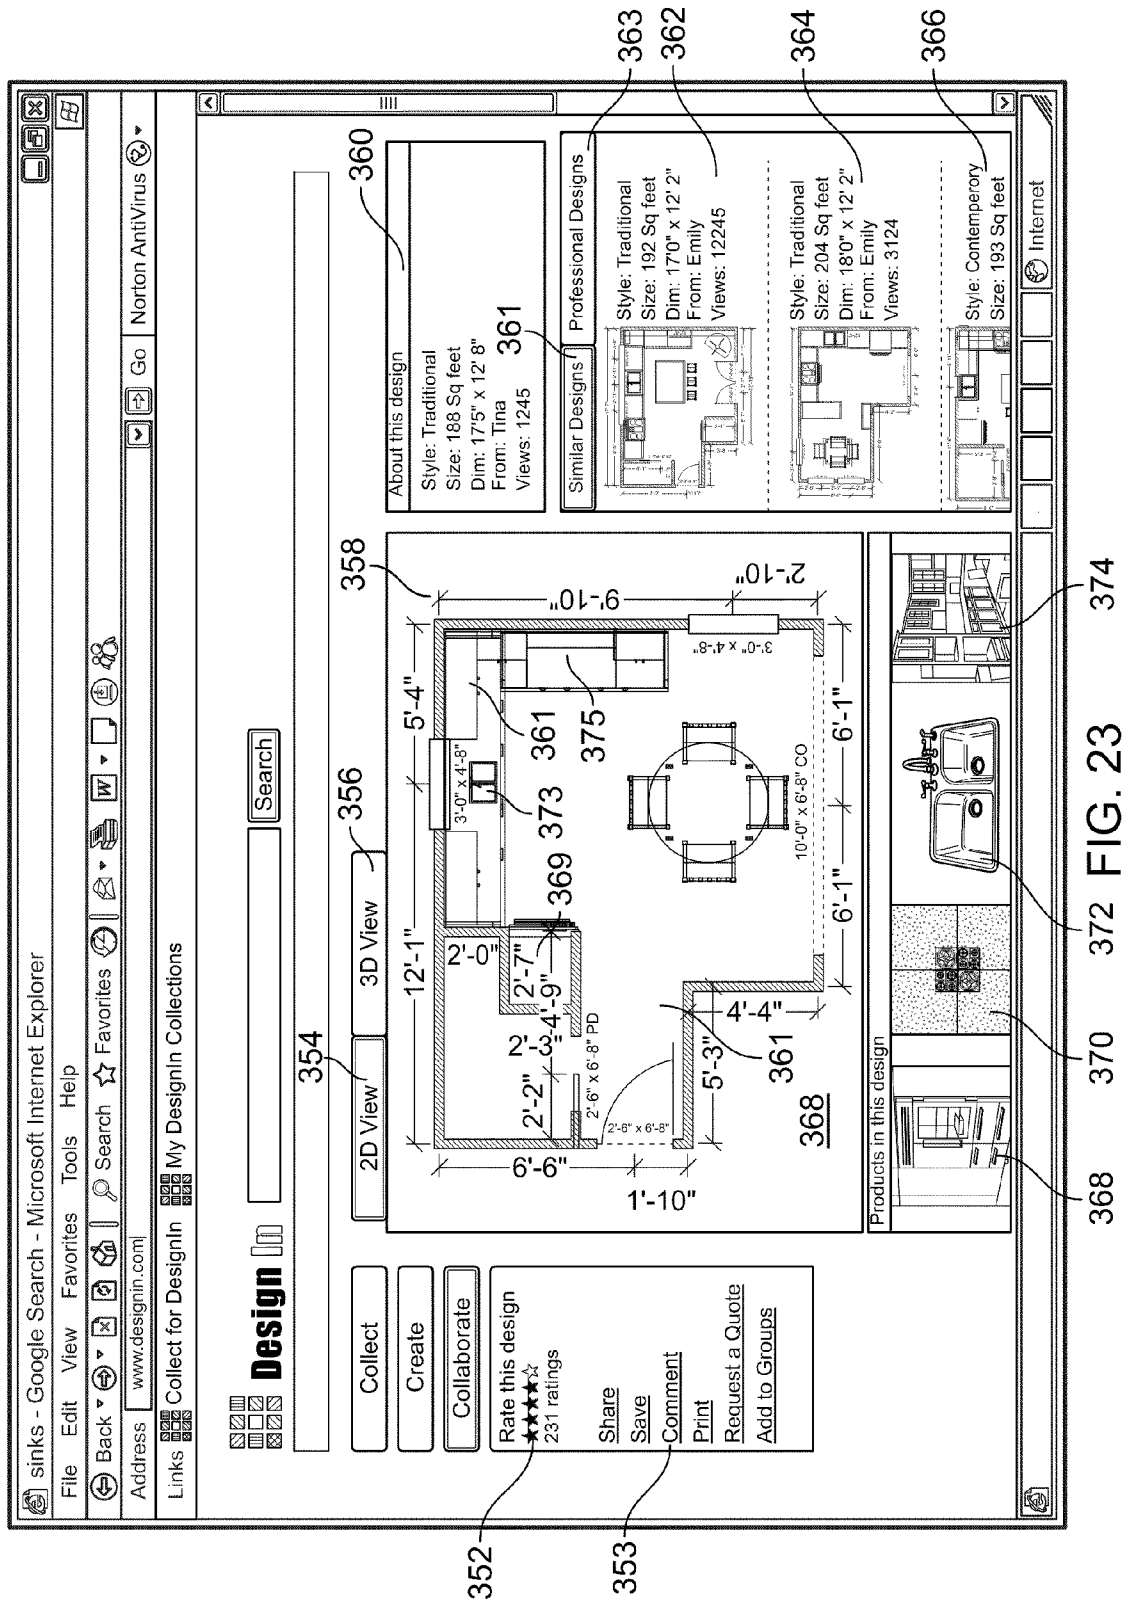 sinks - Google Search - Microsoft Internet Explorer
File Edit View Favorites Tools Help
Back Search Favorites W
Address www.designin.com Go Norton AntiVirus
Links Collect for DesignIn My DesignIn Collections
Design In
Search
354
356
358
360
Collect
Create
Collaborate
Rate this design
231 ratings
Share
Save
Comment
Print
Request a Quote
Add to Groups
352
353
2D View
3D View
12'-1"
5'-4"
3'-0" x 4'-8"
9'-10"
2'-10"
3'-0" x 4'-8"
6'-6"
1'-10"
2'-0"
2'-7"
4'-9"
2'-3"
2'-2"
2'-6" x 6'-8" PD
2'-6" x 6'-8"
5'-3"
4'-4"
6'-1"
6'-1"
10'-0" x 6'-8" CO
369
373
361
375
361
368
About this design
Style: Traditional
Size: 188 Sq feet
Dim: 17'5" x 12' 8"
From: Tina
Views: 1245
361
Similar Designs
Professional Designs
363
Style: Traditional
Size: 192 Sq feet
Dim: 17'0" x 12' 2"
From: Emily
Views: 12245
362
Style: Traditional
Size: 204 Sq feet
Dim: 18'0" x 12' 2"
From: Emily
Views: 3124
364
Style: Contemperory
Size: 193 Sq feet
366
Products in this design
Internet
368
370
372
374
FIG. 23